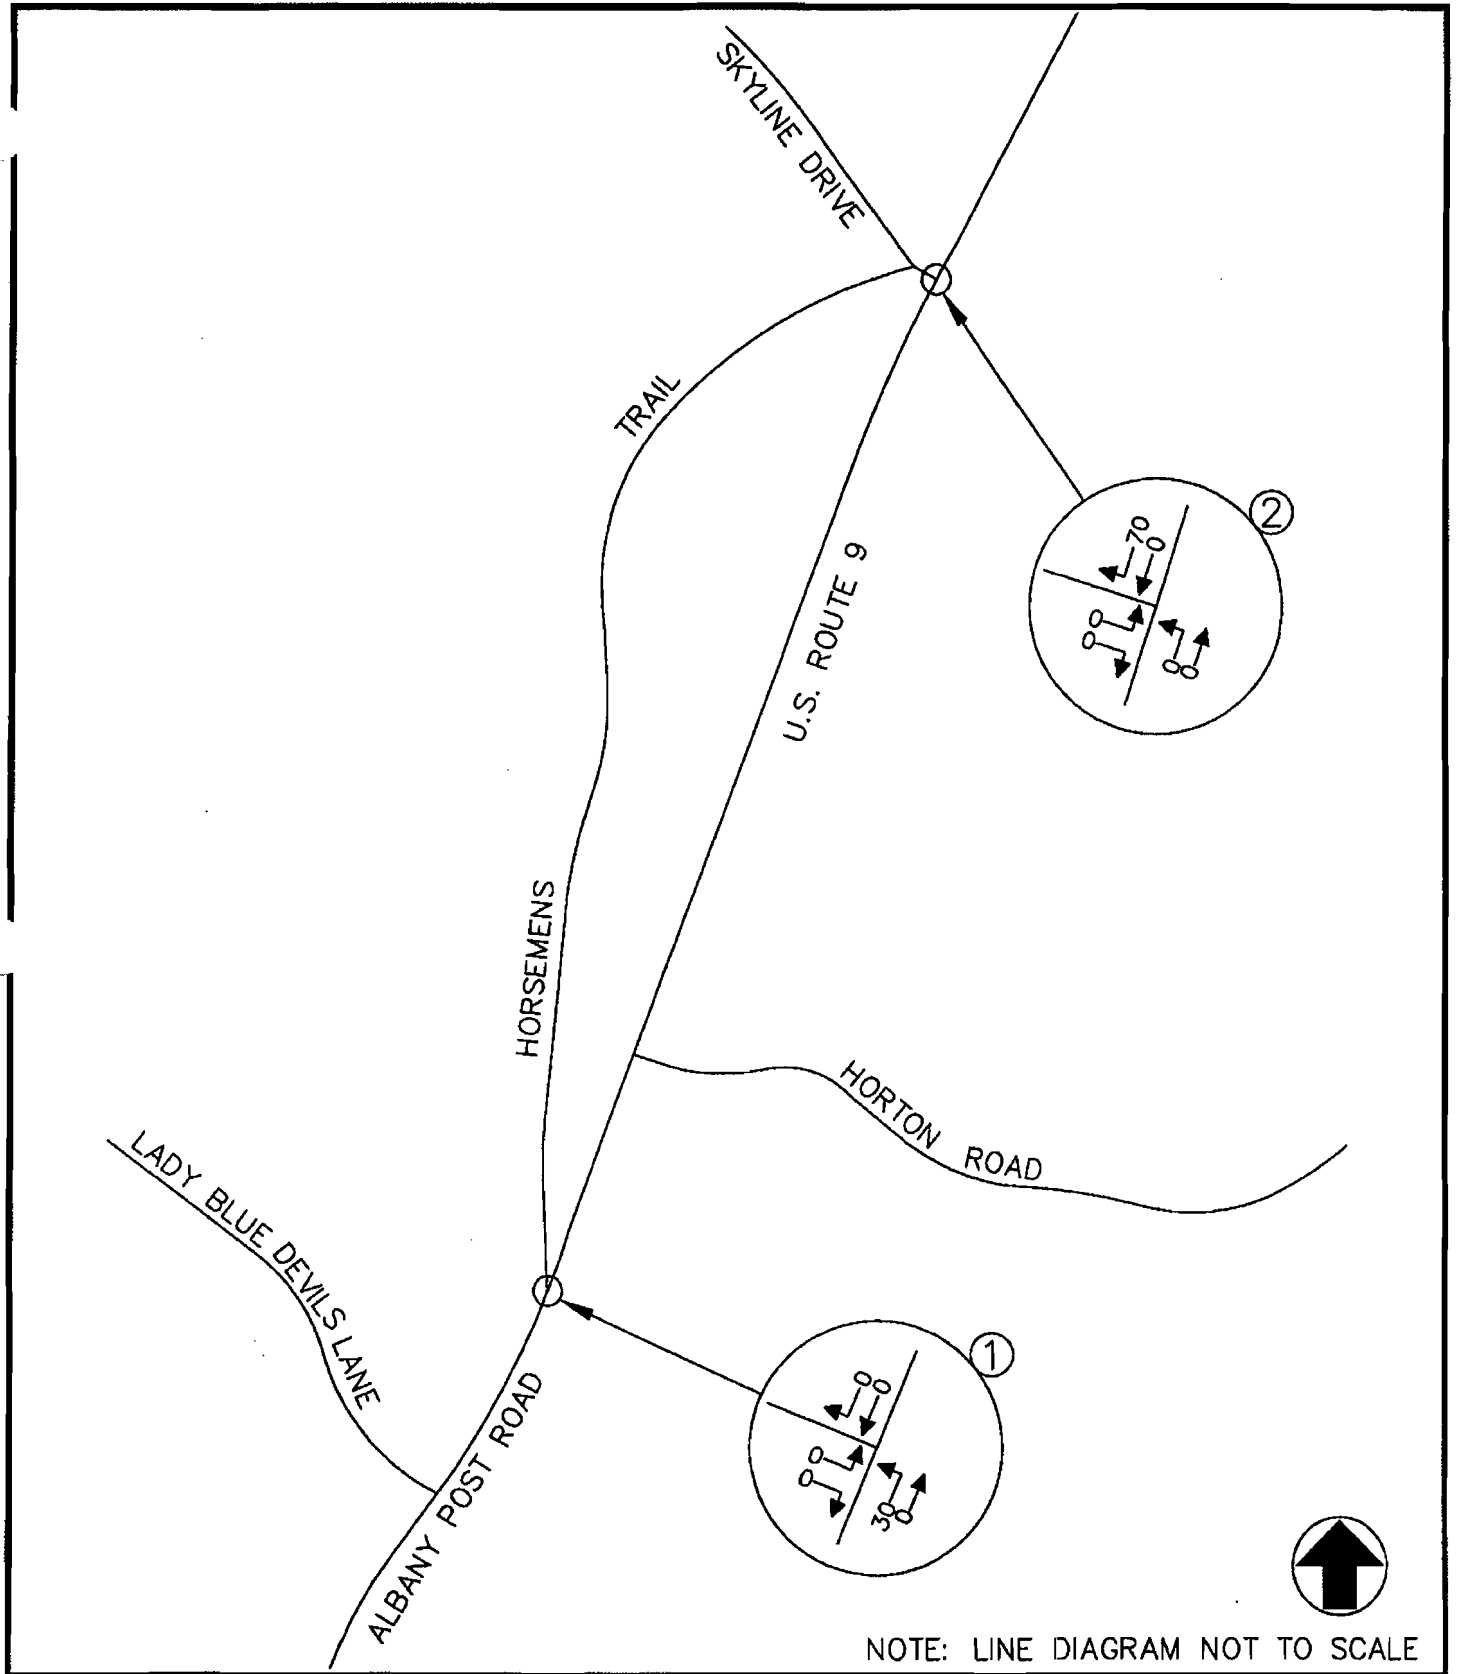 SKYLINE DRIVE
TRAIL
2
70
0
0
0
0
0
U.S. ROUTE 9
HORSEMENS
HORTON ROAD
LADY BLUE DEVILS LANE
1
0
0
0
0
30
0
ALBANY POST ROAD
NOTE: LINE DIAGRAM NOT TO SCALE